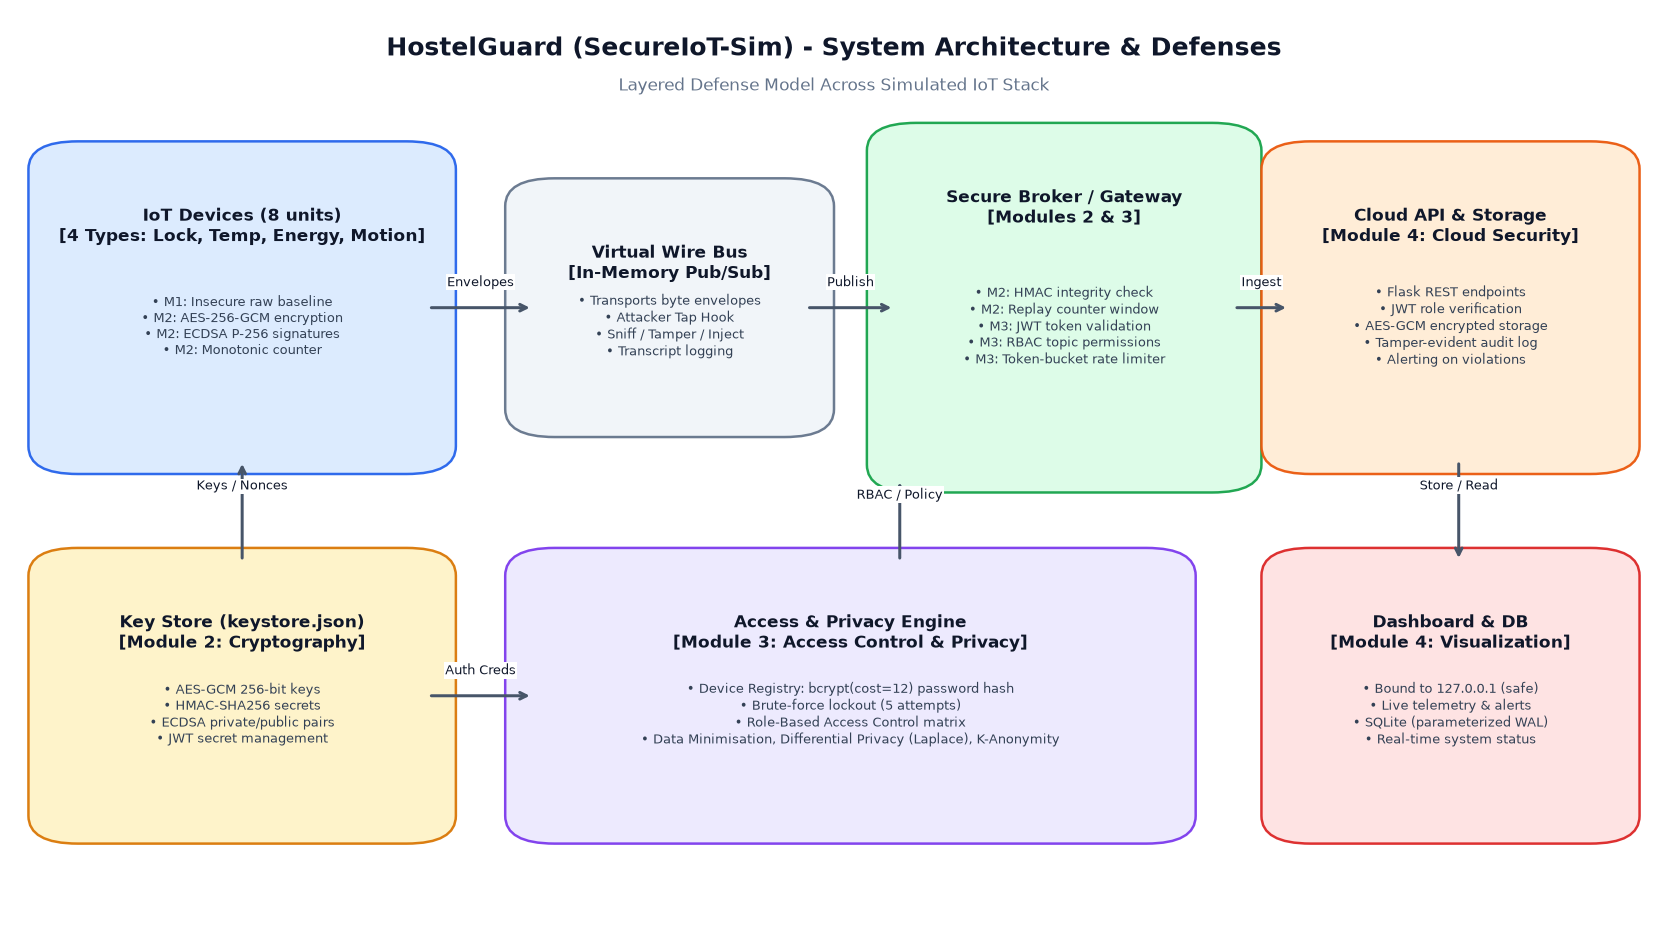 HostelGuard (SecureIoT-Sim) - System Architecture & Defenses
Layered Defense Model Across Simulated IoT Stack
IoT Devices (8 units)
[4 Types: Lock, Temp, Energy, Motion]
• M1: Insecure raw baseline
• M2: AES-256-GCM encryption
• M2: ECDSA P-256 signatures
• M2: Monotonic counter
Envelopes
Virtual Wire Bus
[In-Memory Pub/Sub]
• Transports byte envelopes
• Attacker Tap Hook
• Sniff / Tamper / Inject
• Transcript logging
Publish
Secure Broker / Gateway
[Modules 2 & 3]
• M2: HMAC integrity check
• M2: Replay counter window
• M3: JWT token validation
• M3: RBAC topic permissions
• M3: Token-bucket rate limiter
Ingest
Cloud API & Storage
[Module 4: Cloud Security]
• Flask REST endpoints
• JWT role verification
• AES-GCM encrypted storage
• Tamper-evident audit log
• Alerting on violations
Keys / Nonces
RBAC / Policy
Store / Read
Key Store (keystore.json)
[Module 2: Cryptography]
• AES-GCM 256-bit keys
• HMAC-SHA256 secrets
• ECDSA private/public pairs
• JWT secret management
Auth Creds
Access & Privacy Engine
[Module 3: Access Control & Privacy]
• Device Registry: bcrypt(cost=12) password hash
• Brute-force lockout (5 attempts)
• Role-Based Access Control matrix
• Data Minimisation, Differential Privacy (Laplace), K-Anonymity
Dashboard & DB
[Module 4: Visualization]
• Bound to 127.0.0.1 (safe)
• Live telemetry & alerts
• SQLite (parameterized WAL)
• Real-time system status